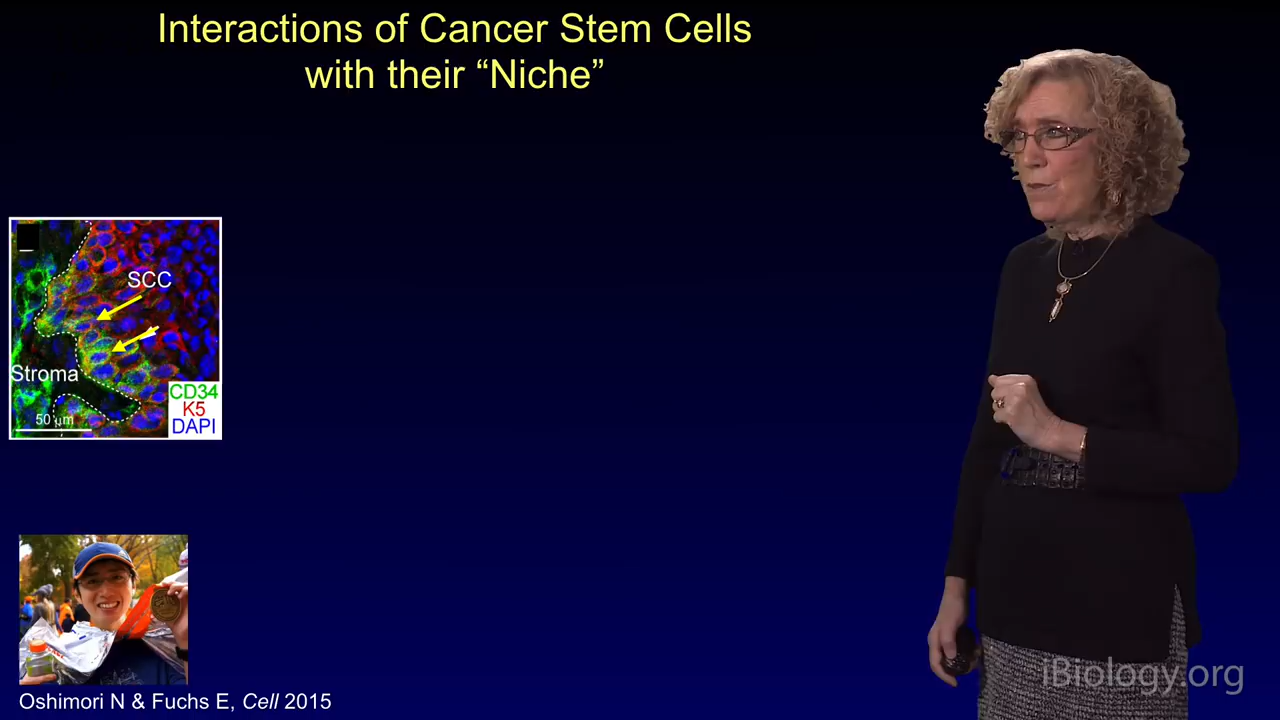 Interactions of Cancer Stem Cells
with their “Niche”
SCC
Stroma
CD34
K5
DAPI
50 µm
Oshimori N & Fuchs E, Cell 2015
iBiology.org